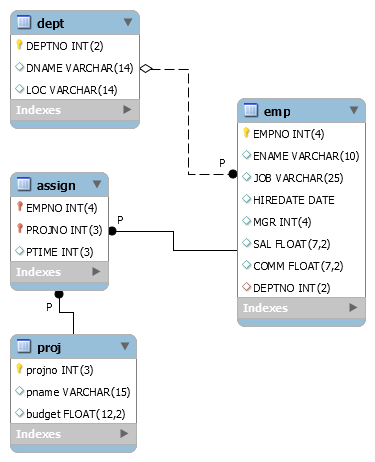 dept
DEPTNO INT(2)
DNAME VARCHAR(14)
LOC VARCHAR(14)
Indexes
emp
EMPNO INT(4)
ENAME VARCHAR(10)
JOB VARCHAR(25)
HIREDATE DATE
MGR INT(4)
SAL FLOAT(7,2)
COMM FLOAT(7,2)
DEPTNO INT(2)
Indexes
P
assign
EMPNO INT(4)
PROJNO INT(3)
PTIME INT(3)
Indexes
P
P
proj
projno INT(3)
pname VARCHAR(15)
budget FLOAT(12,2)
Indexes